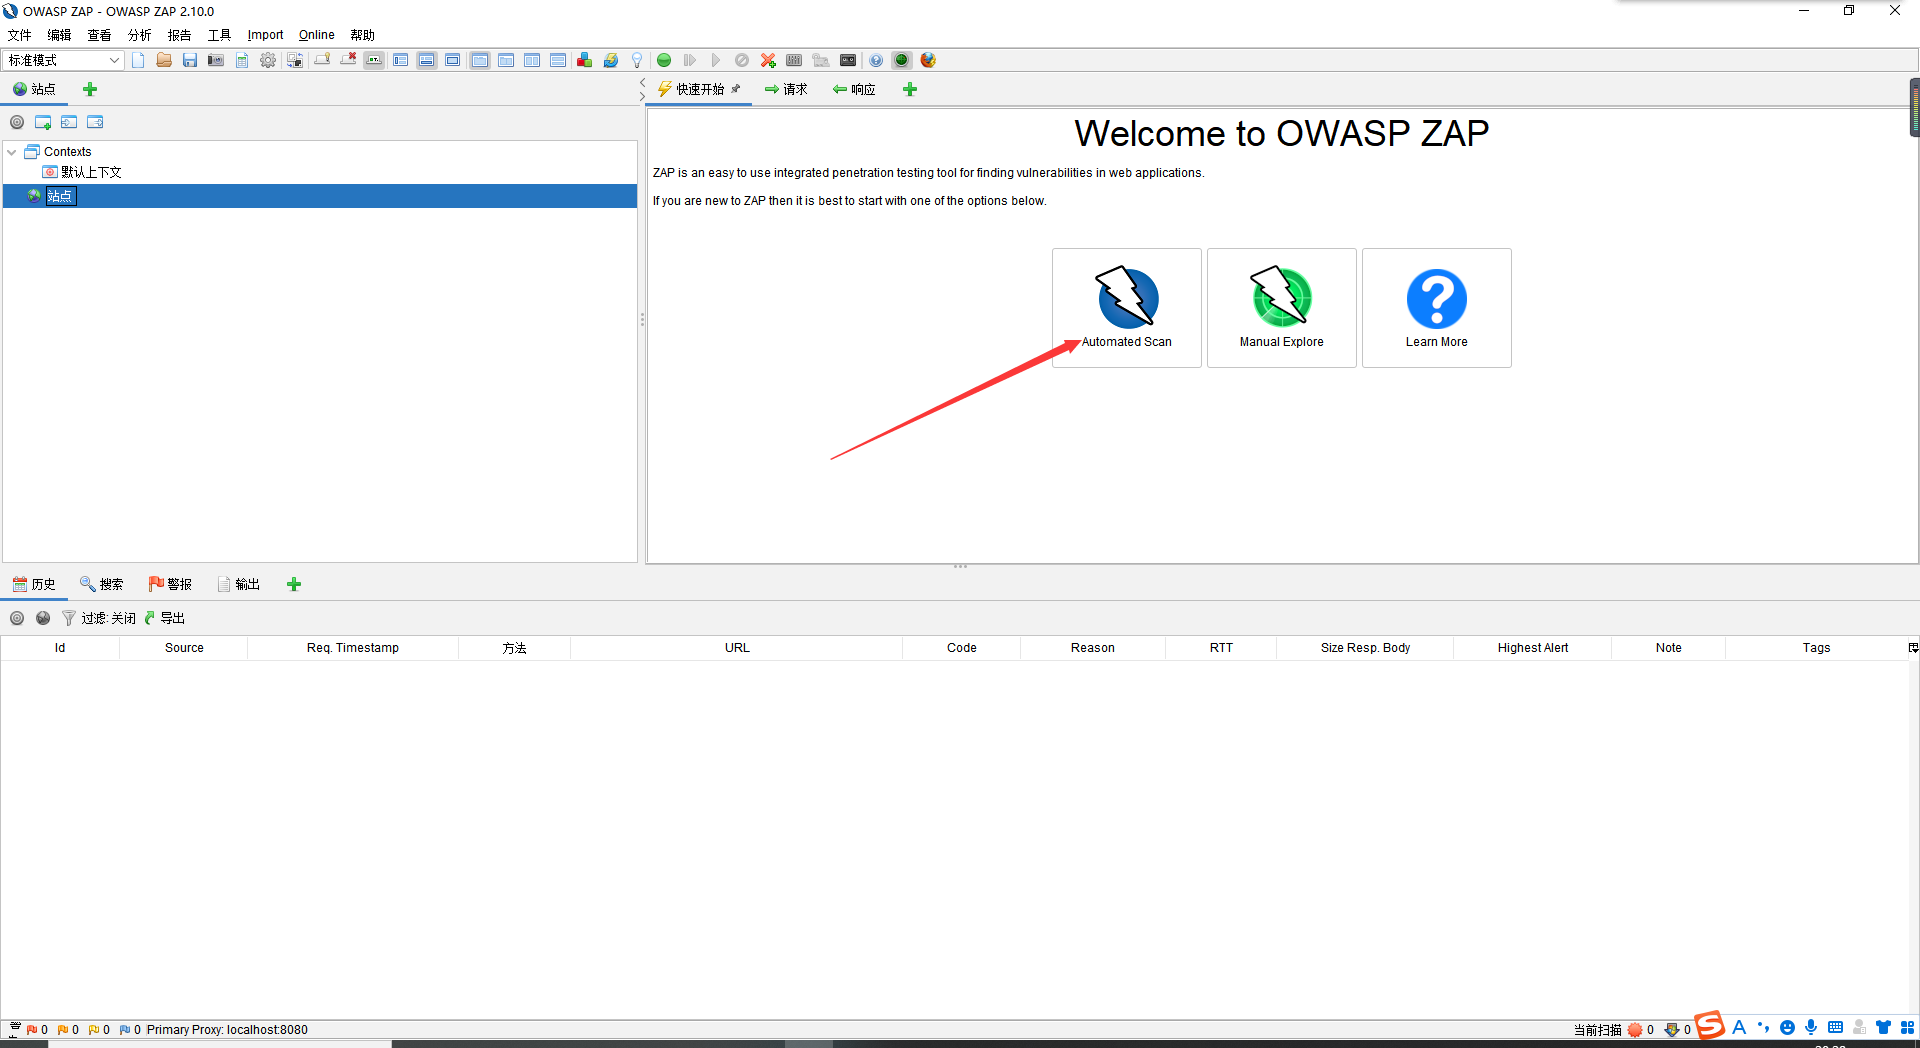 OWASP ZAP - OWASP ZAP 2.10.0
文件 编辑 查看 分析 报告 工具 Import Online 帮助
标准模式
站点
快速开始 请求 响应
Contexts
默认上下文
站点
Welcome to OWASP ZAP
ZAP is an easy to use integrated penetration testing tool for finding vulnerabilities in web applications.
If you are new to ZAP then it is best to start with one of the options below.
Automated Scan Manual Explore Learn More
历史 搜索 警报 输出
过滤: 关闭 导出
Id Source Req. Timestamp 方法 URL Code Reason RTT Size Resp. Body Highest Alert Note Tags
0 0 0 0 Primary Proxy: localhost:8080
当前扫描 0 0
A